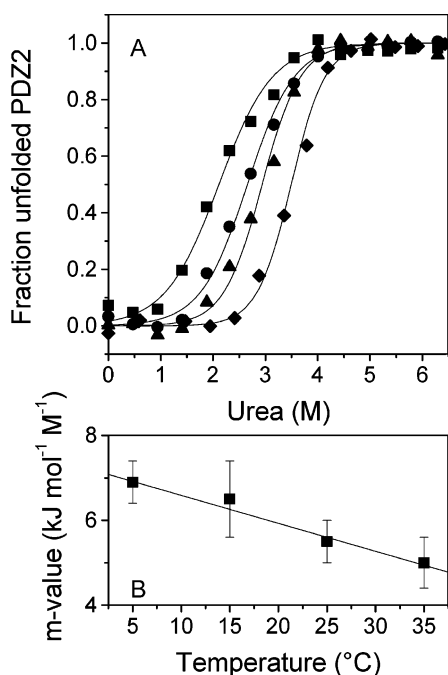 A
1.0
0.8
0.6
0.4
0.2
0.0
Fraction unfolded PDZ2
0 1 2 3 4 5 6
Urea (M)
B
8
6
4
m-value (kJ mol⁻¹ M⁻¹)
5 10 15 20 25 30 35
Temperature (°C)